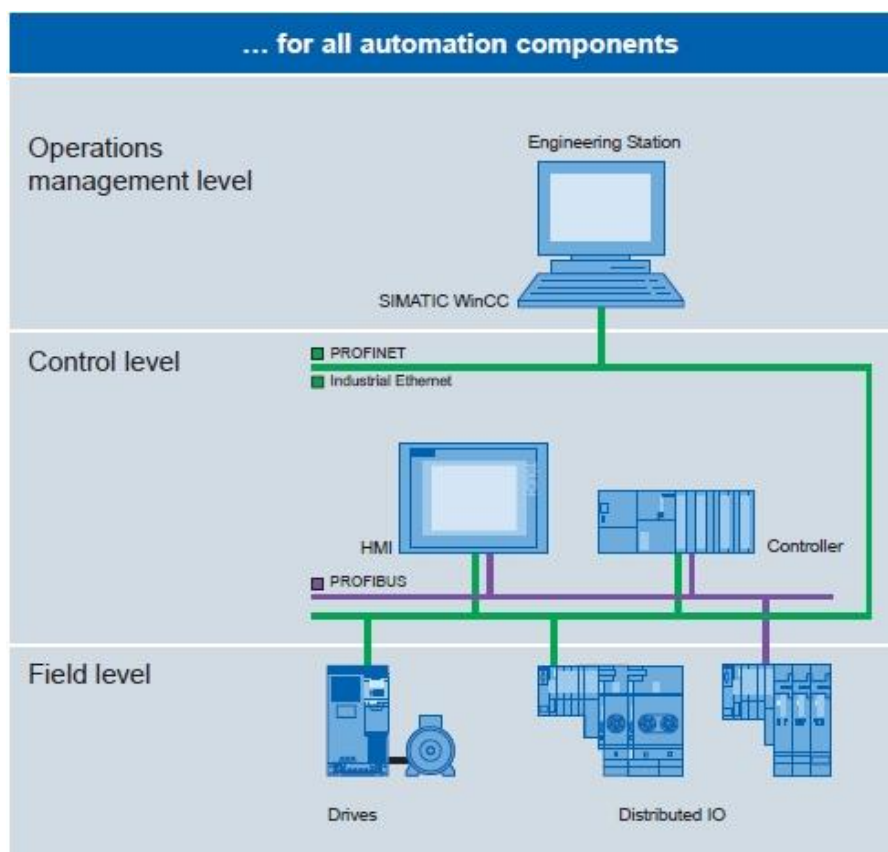 ... for all automation components
Operations
management level
Engineering Station
SIMATIC WinCC
Control level
PROFINET
Industrial Ethernet
HMI
Controller
PROFIBUS
Field level
Drives
Distributed IO